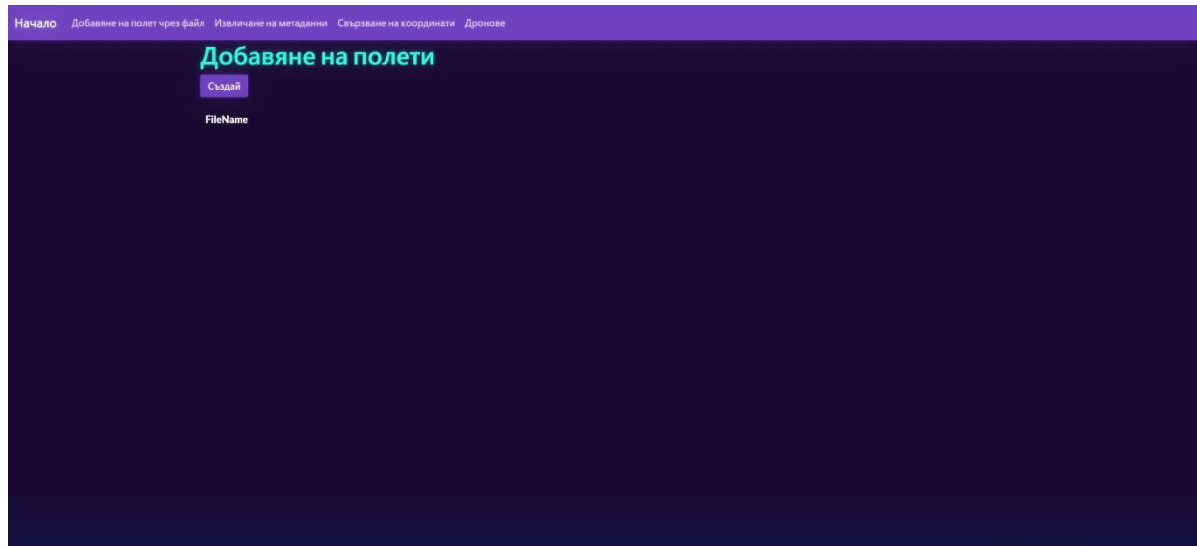 Начало Добавяне на полет чрез файл Извличане на метаданни Свързване на координати Дронове
Добавяне на полети
Създай
FileName